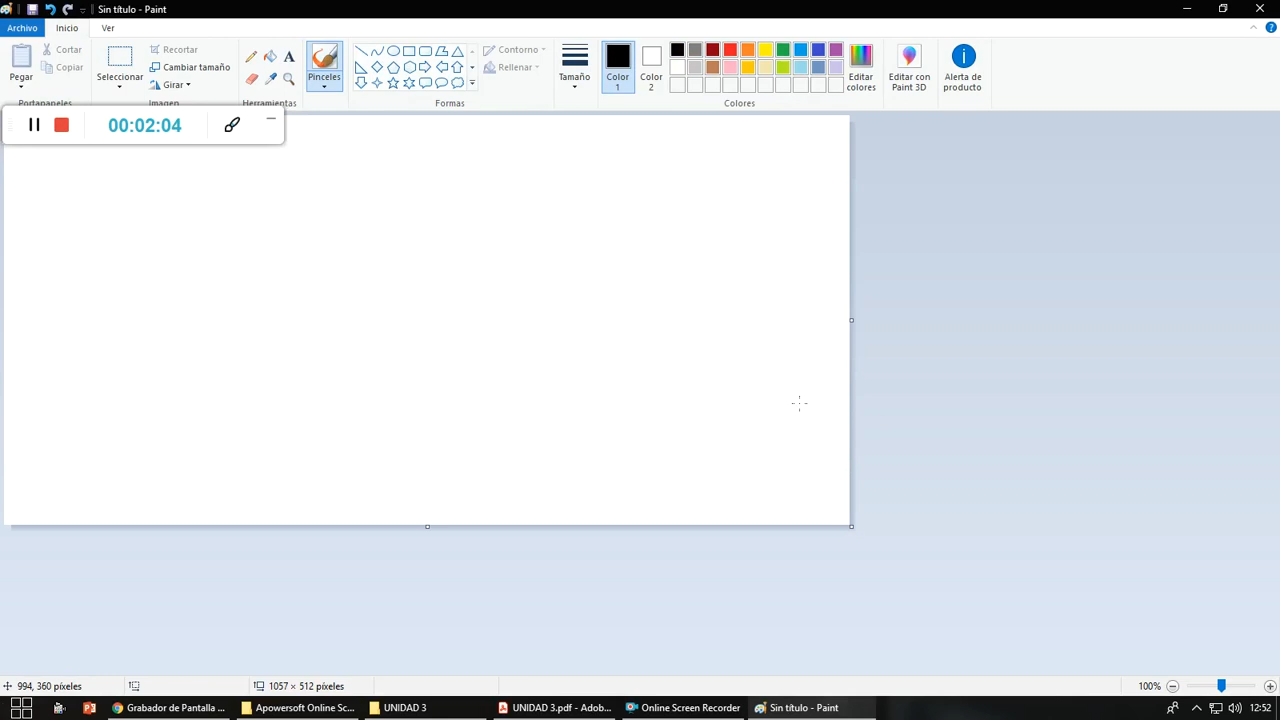 Sin título - Paint
Archivo Inicio Ver
Pegar
Cortar
Copiar
Portapapeles
Seleccionar
Recortar
Cambiar tamaño
Girar
Imagen
A
Herramientas
Pinceles
Contorno
Rellenar
Formas
Tamaño
Color 1
Color 2
Editar colores
Colores
Editar con Paint 3D
Alerta de producto
00:02:04
994, 360 píxeles
1057 × 512 píxeles
100%
Grabador de Pantalla ...
Apowersoft Online Sc...
UNIDAD 3
UNIDAD 3.pdf - Adob...
Online Screen Recorder
Sin título - Paint
12:52